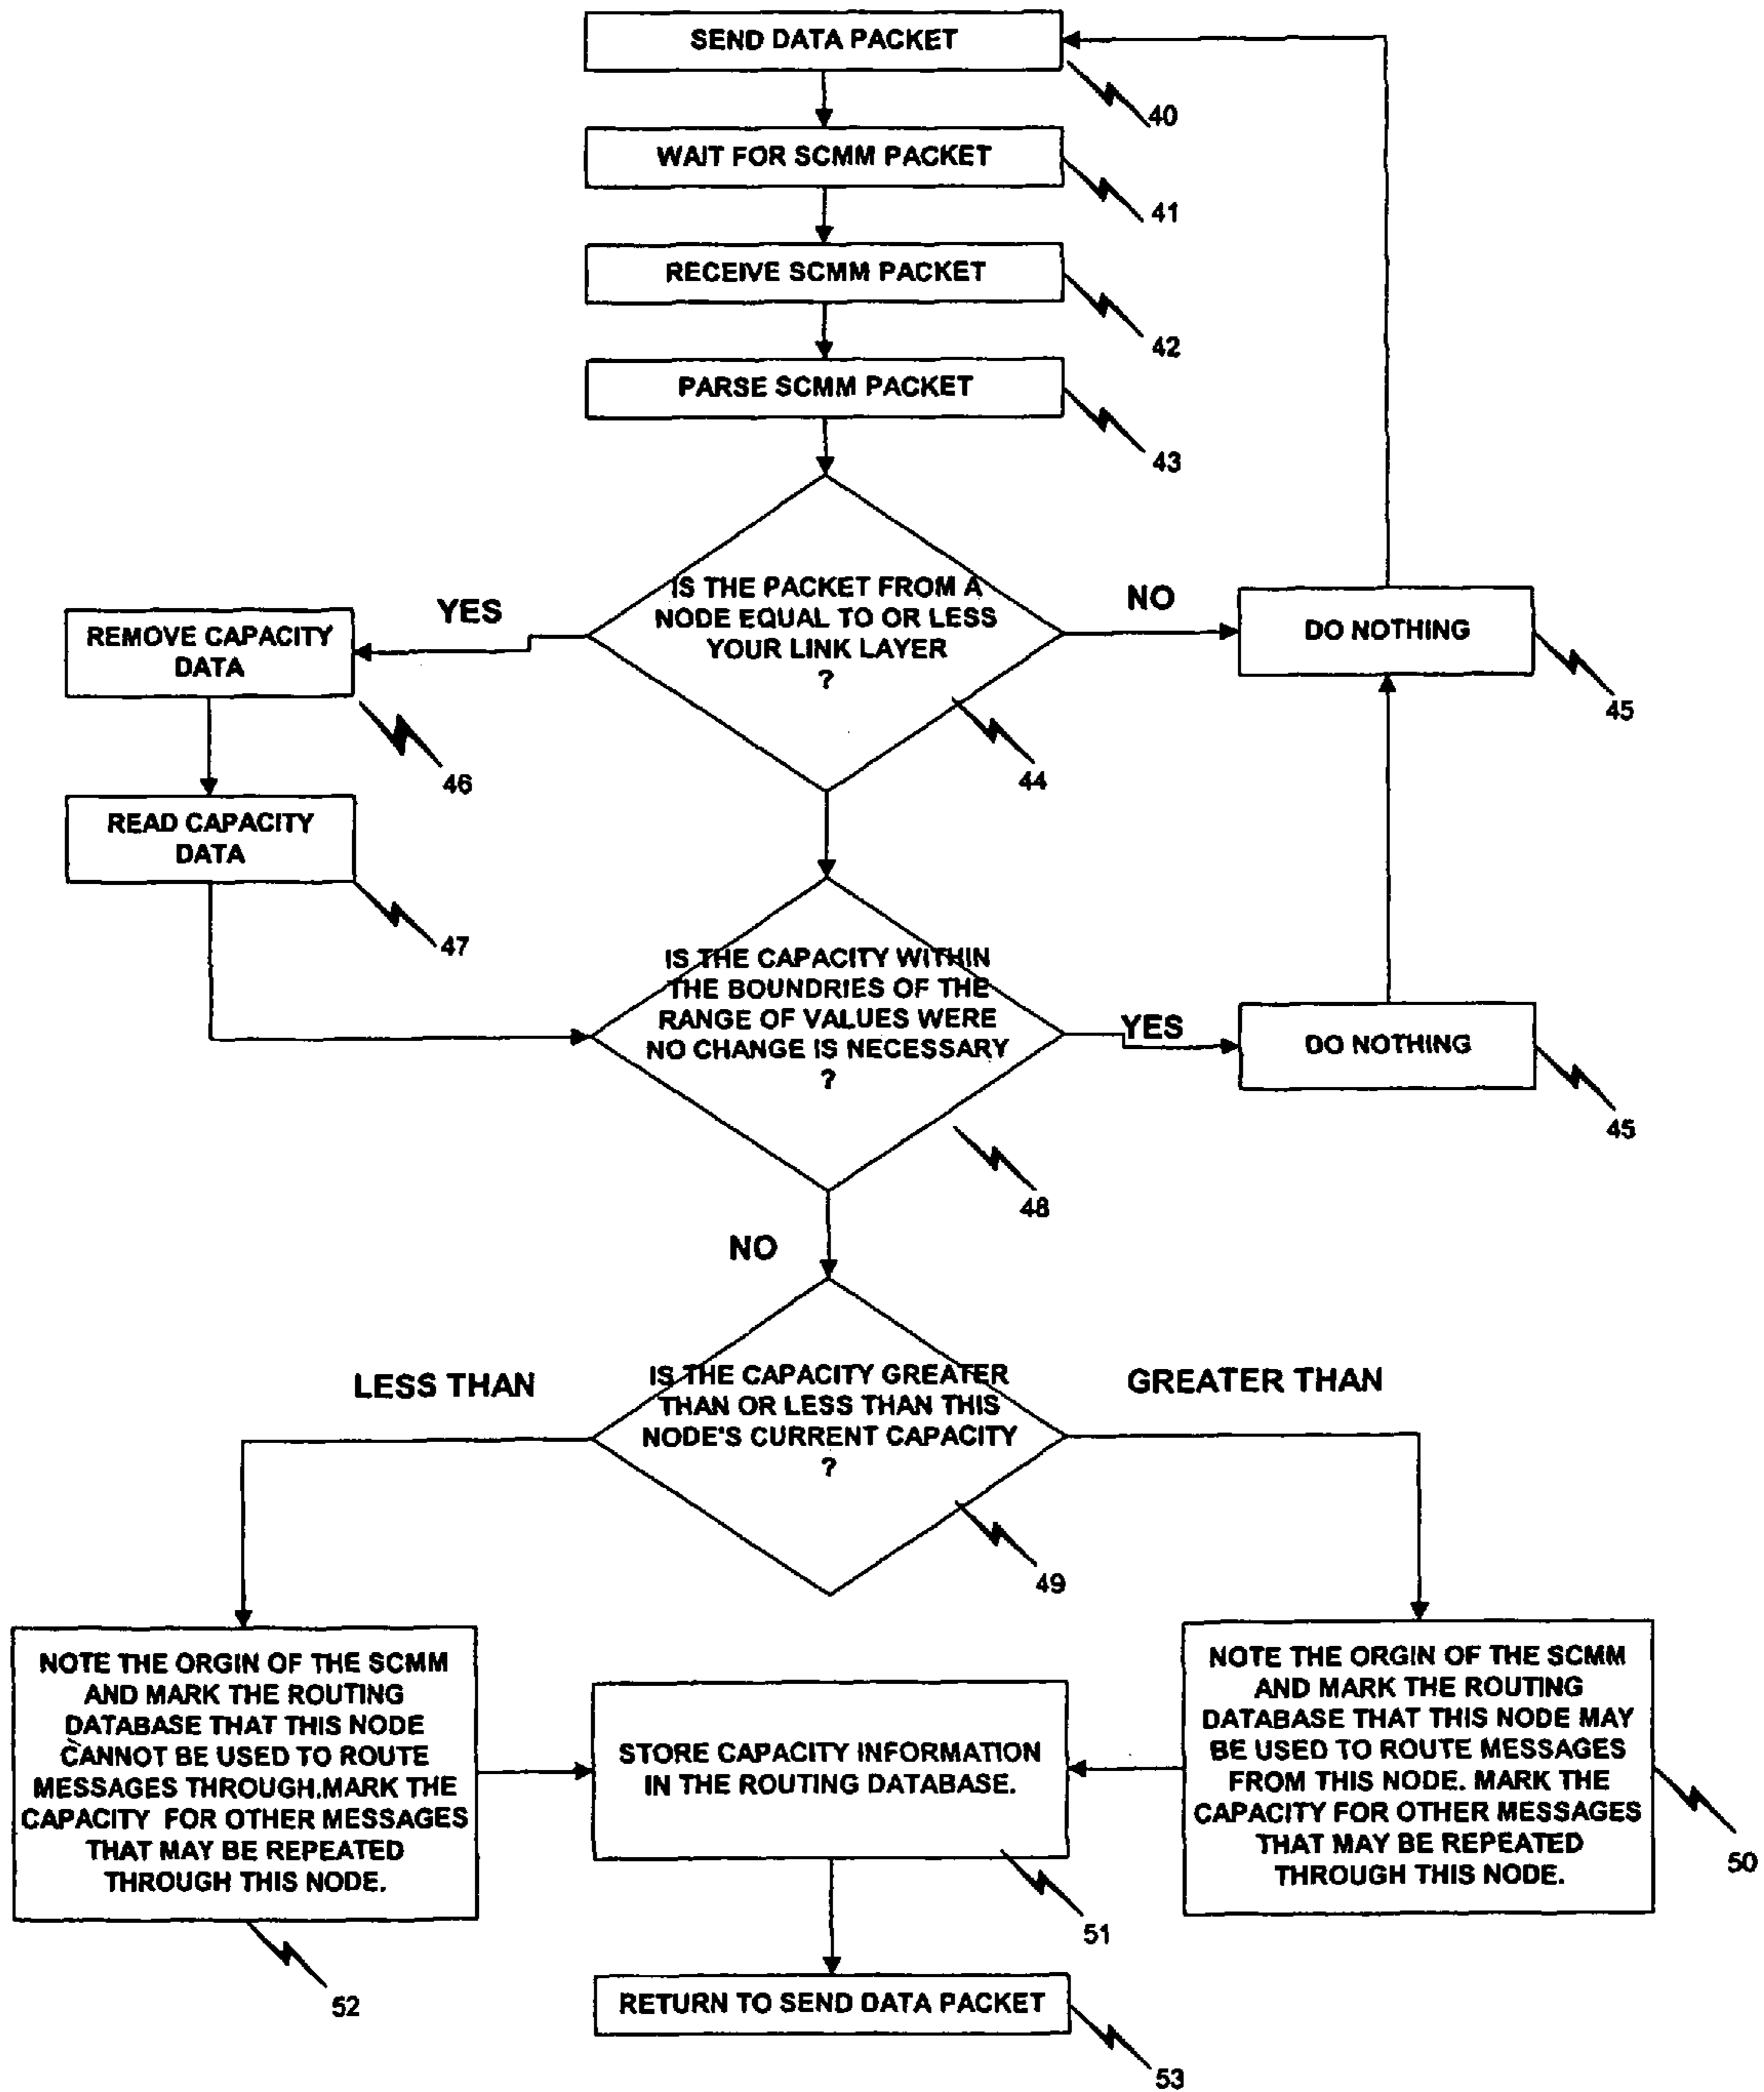 SEND DATA PACKET
40
WAIT FOR SCMM PACKET
41
RECEIVE SCMM PACKET
42
PARSE SCMM PACKET
43
IS THE PACKET FROM A
NODE EQUAL TO OR LESS
YOUR LINK LAYER
?
44
YES
NO
DO NOTHING
45
REMOVE CAPACITY
DATA
46
READ CAPACITY
DATA
47
IS THE CAPACITY WITHIN
THE BOUNDRIES OF THE
RANGE OF VALUES WERE
NO CHANGE IS NECESSARY
?
48
YES
DO NOTHING
45
NO
IS THE CAPACITY GREATER
THAN OR LESS THAN THIS
NODE'S CURRENT CAPACITY
?
49
LESS THAN
GREATER THAN
NOTE THE ORGIN OF THE SCMM
AND MARK THE ROUTING
DATABASE THAT THIS NODE
CANNOT BE USED TO ROUTE
MESSAGES THROUGH.MARK THE
CAPACITY FOR OTHER MESSAGES
THAT MAY BE REPEATED
THROUGH THIS NODE.
52
STORE CAPACITY INFORMATION
IN THE ROUTING DATABASE.
51
NOTE THE ORGIN OF THE SCMM
AND MARK THE ROUTING
DATABASE THAT THIS NODE MAY
BE USED TO ROUTE MESSAGES
FROM THIS NODE. MARK THE
CAPACITY FOR OTHER MESSAGES
THAT MAY BE REPEATED
THROUGH THIS NODE.
50
RETURN TO SEND DATA PACKET
53